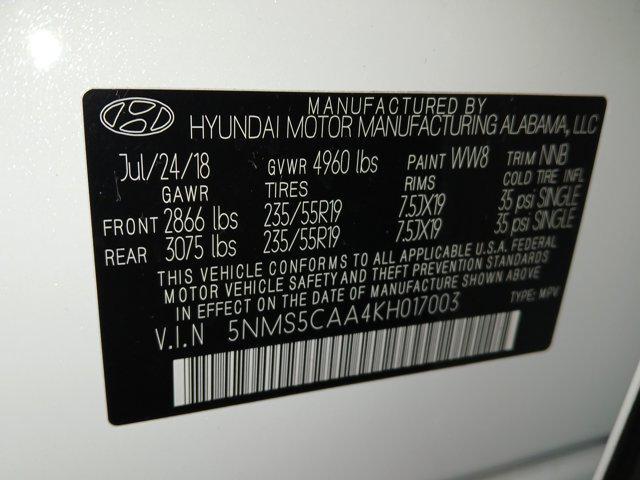 MANUFACTURED BY
HYUNDAI MOTOR MANUFACTURING ALABAMA, LLC
Jul/24/18 GVWR 4960 lbs PAINT WW8 TRIM NNB
GAWR TIRES RIMS COLD TIRE INFL
FRONT 2866 lbs 235/55R19 7.5JX19 35 psi SINGLE
REAR 3075 lbs 235/55R19 7.5JX19 35 psi SINGLE
THIS VEHICLE CONFORMS TO ALL APPLICABLE U.S.A. FEDERAL
MOTOR VEHICLE SAFETY AND THEFT PREVENTION STANDARDS
IN EFFECT ON THE DATE OF MANUFACTURE SHOWN ABOVE
V.I.N 5NMS5CAA4KH017003 TYPE: MPV